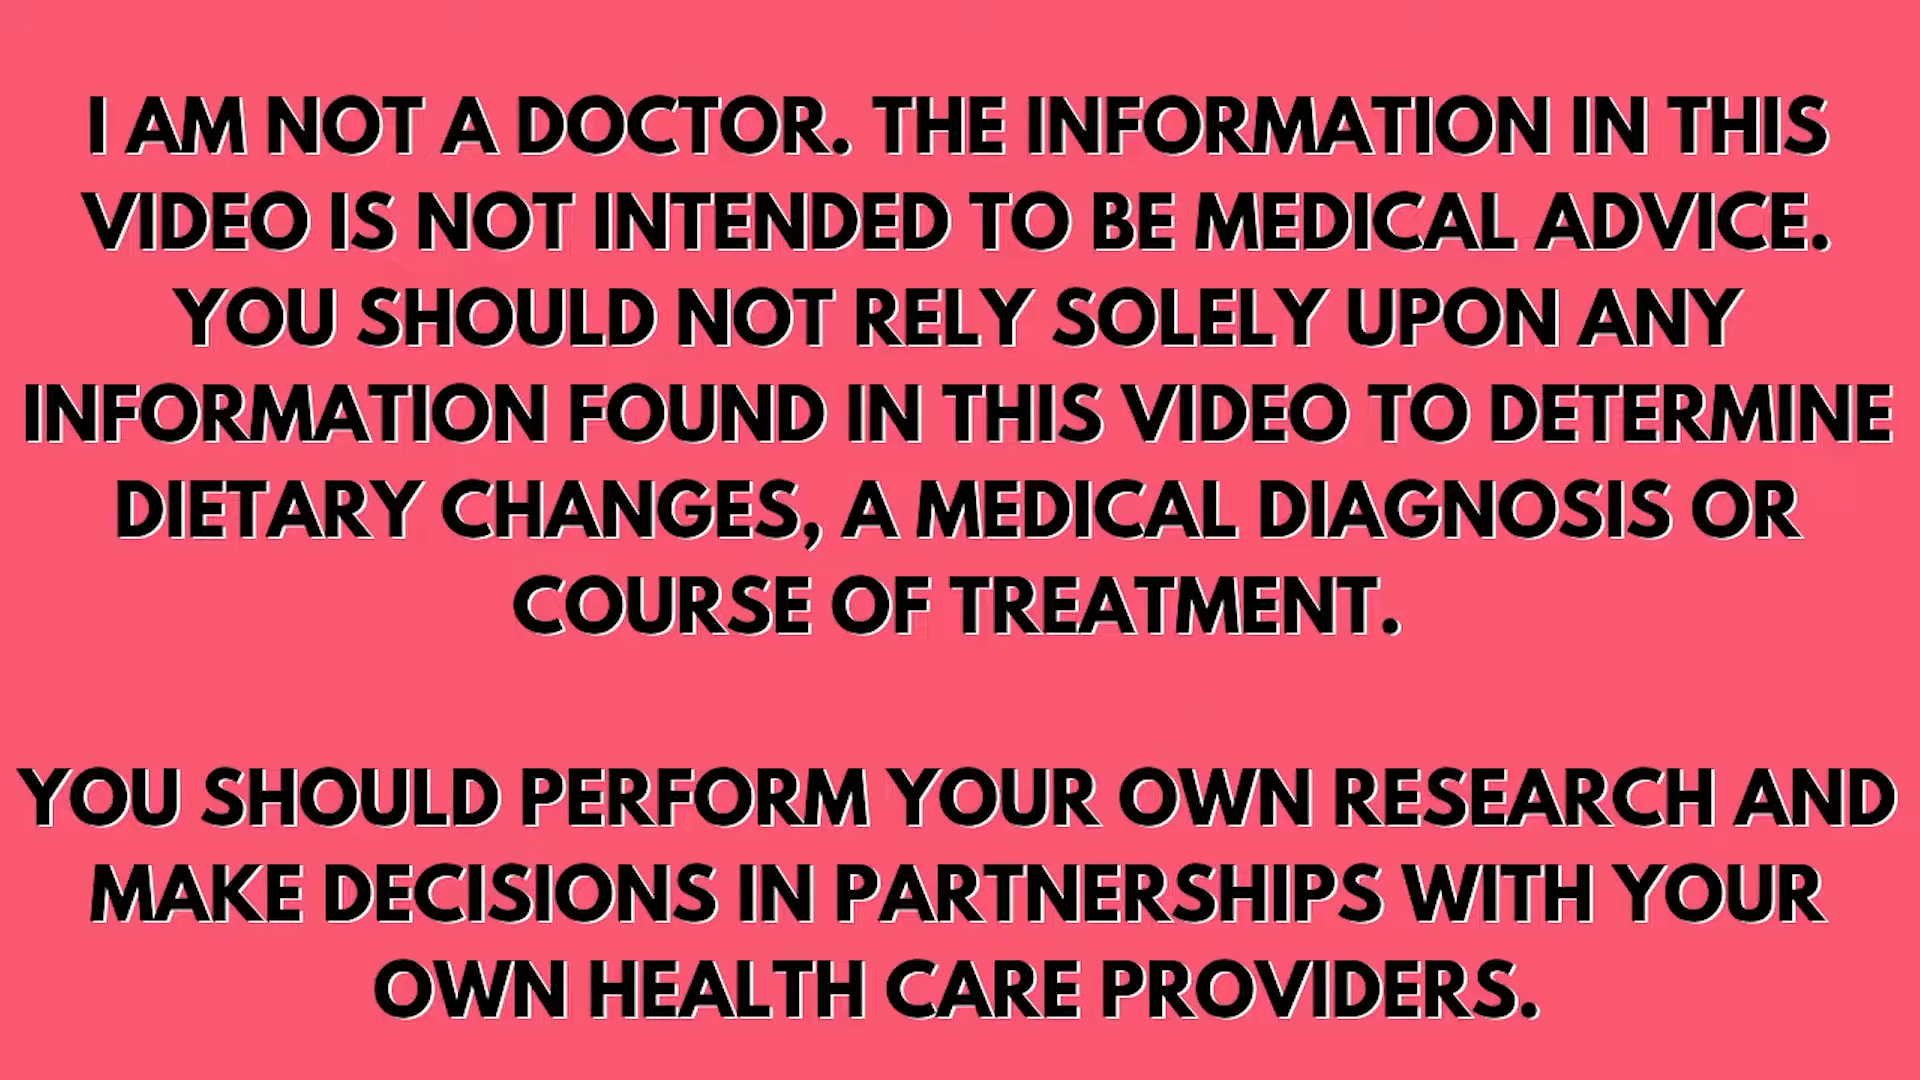 I AM NOT A DOCTOR. THE INFORMATION IN THIS
VIDEO IS NOT INTENDED TO BE MEDICAL ADVICE.
YOU SHOULD NOT RELY SOLELY UPON ANY
INFORMATION FOUND IN THIS VIDEO TO DETERMINE
DIETARY CHANGES, A MEDICAL DIAGNOSIS OR
COURSE OF TREATMENT.
YOU SHOULD PERFORM YOUR OWN RESEARCH AND
MAKE DECISIONS IN PARTNERSHIPS WITH YOUR
OWN HEALTH CARE PROVIDERS.